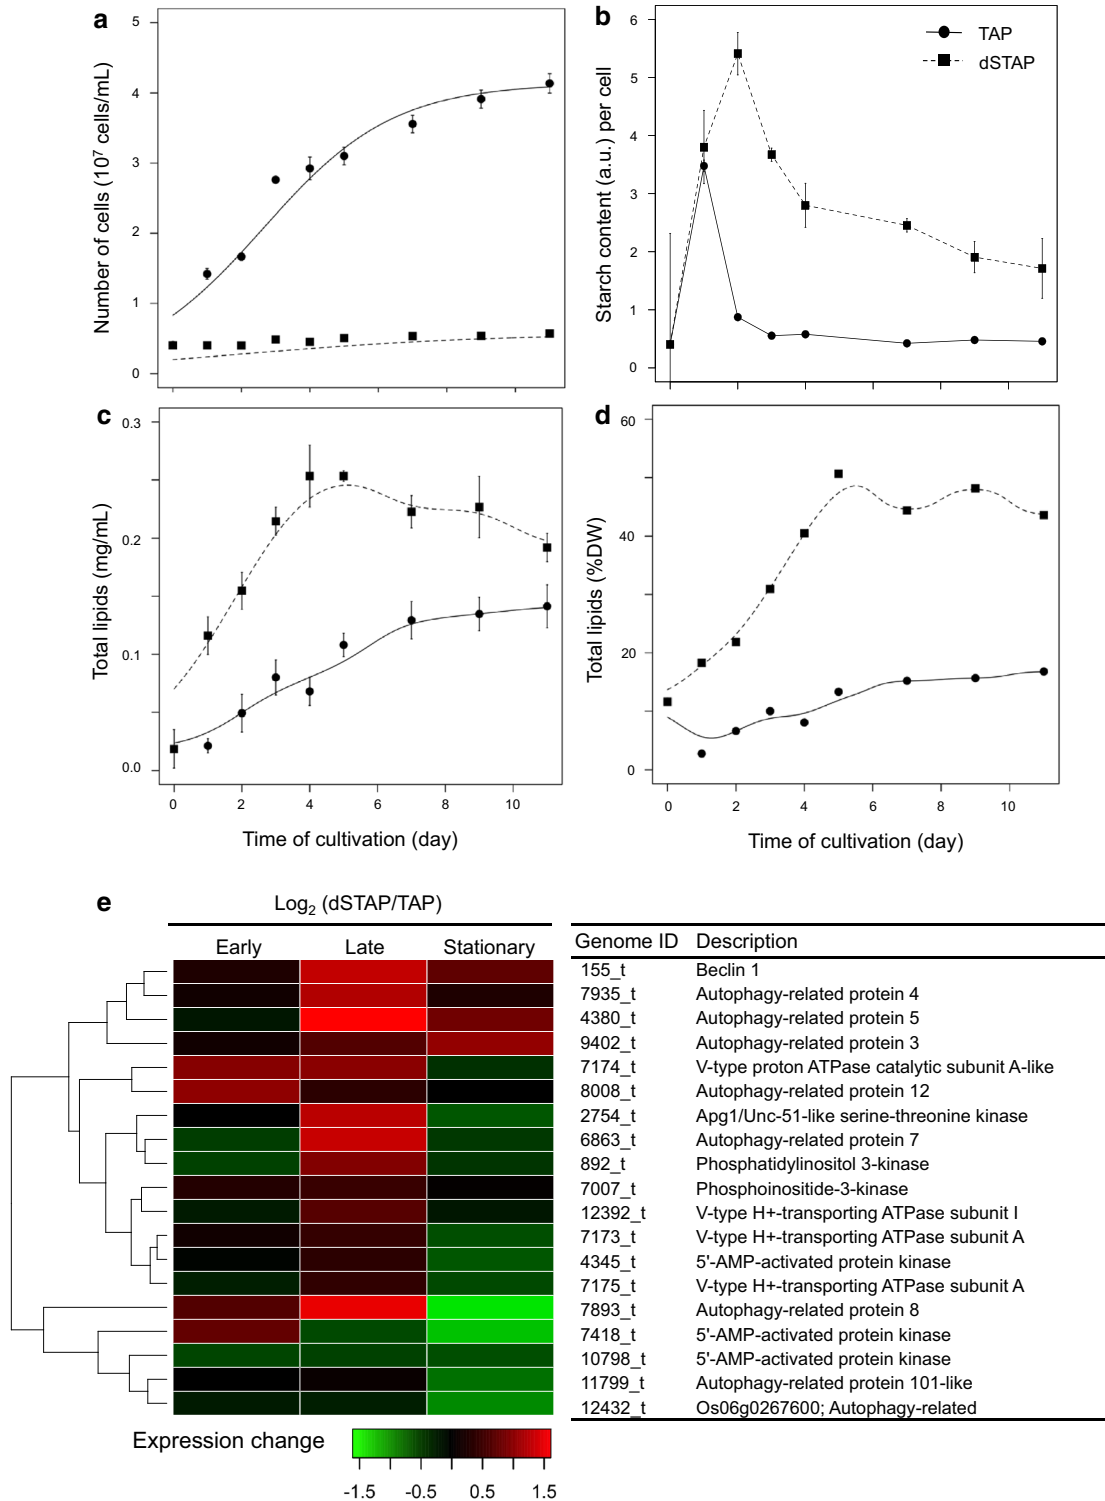 a
5
4
3
2
1
0
Number of cells (10⁷ cells/mL)
b
6
5
4
3
2
1
0
Starch content (a.u.) per cell
TAP
dSTAP
c
0.3
0.2
0.1
0.0
Total lipids (mg/mL)
0 2 4 6 8 10
Time of cultivation (day)
d
60
40
20
0
Total lipids (%DW)
0 2 4 6 8 10
Time of cultivation (day)
e
Log₂ (dSTAP/TAP)
Early Late Stationary
Genome ID Description
155_t Beclin 1
7935_t Autophagy-related protein 4
4380_t Autophagy-related protein 5
9402_t Autophagy-related protein 3
7174_t V-type proton ATPase catalytic subunit A-like
8008_t Autophagy-related protein 12
2754_t Apg1/Unc-51-like serine-threonine kinase
6863_t Autophagy-related protein 7
892_t Phosphatidylinositol 3-kinase
7007_t Phosphoinositide-3-kinase
12392_t V-type H+-transporting ATPase subunit I
7173_t V-type H+-transporting ATPase subunit A
4345_t 5'-AMP-activated protein kinase
7175_t V-type H+-transporting ATPase subunit A
7893_t Autophagy-related protein 8
7418_t 5'-AMP-activated protein kinase
10798_t 5'-AMP-activated protein kinase
11799_t Autophagy-related protein 101-like
12432_t Os06g0267600; Autophagy-related
Expression change
-1.5 -0.5 0.5 1.5